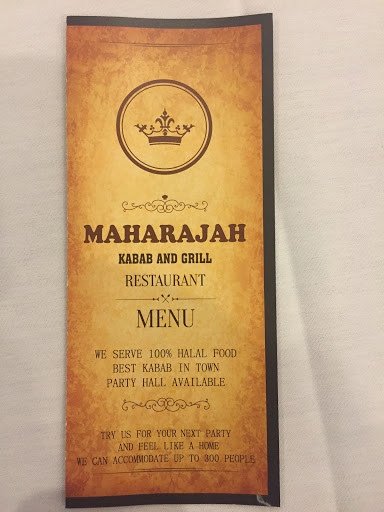 MAHARAJAH
KABAB AND GRILL
RESTAURANT
MENU
WE SERVE 100% HALAL FOOD
BEST KABAB IN TOWN
PARTY HALL AVAILABLE
TRY US FOR YOUR NEXT PARTY
AND FEEL LIKE A HOME
WE CAN ACCOMMODATE UP TO 300 PEOPLE